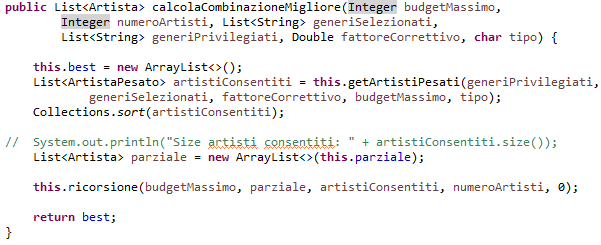 public List<Artista> calcolaCombinazioneMigliore(Integer budgetMassimo,
Integer numeroArtisti, List<String> generiSelezionati,
List<String> generiPrivilegiati, Double fattoreCorrettivo, char tipo) {
this.best = new ArrayList<>();
List<ArtistaPesato> artistiConsentiti = this.getArtistiPesati(generiPrivilegiati,
generiSelezionati, fattoreCorrettivo, budgetMassimo, tipo);
Collections.sort(artistiConsentiti);
// System.out.println("Size artisti consentiti: " + artistiConsentiti.size());
List<Artista> parziale = new ArrayList<>(this.parziale);
this.ricorsione(budgetMassimo, parziale, artistiConsentiti, numeroArtisti, 0);
return best;
}